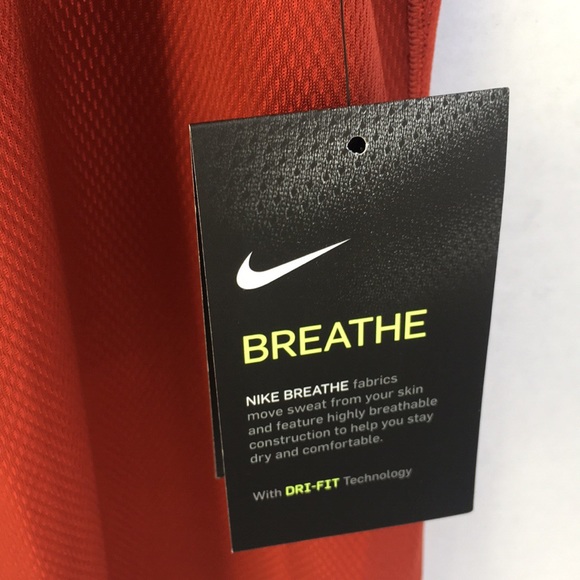 BREATHE
NIKE BREATHE fabrics
move sweat from your skin
and feature highly breathable
construction to help you stay
dry and comfortable.
With DRI-FIT Technology